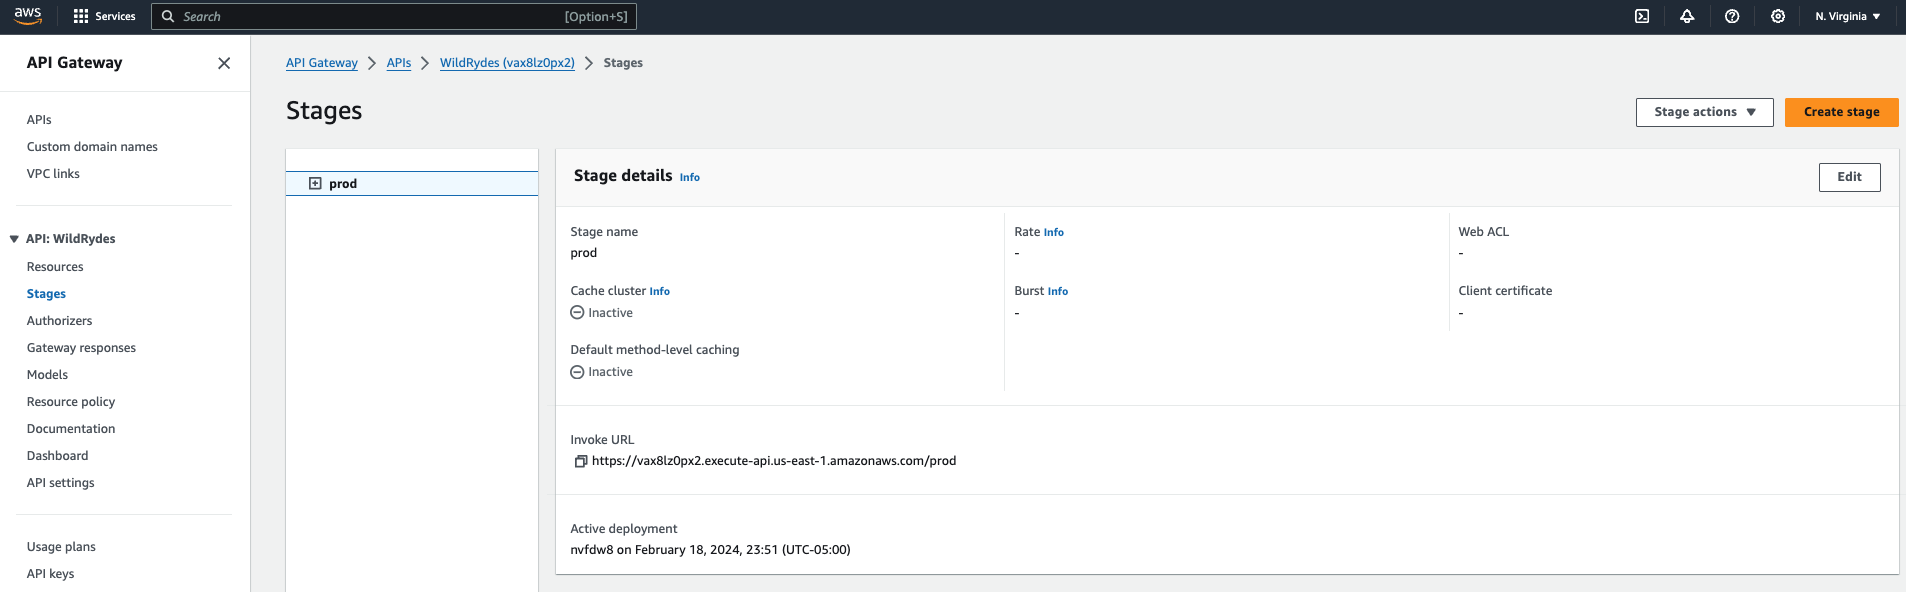 aws Services Search [Option+S] N. Virginia
API Gateway
APIs
Custom domain names
VPC links
API: WildRydes
Resources
Stages
Authorizers
Gateway responses
Models
Resource policy
Documentation
Dashboard
API settings
Usage plans
API keys
API Gateway > APIs > WildRydes (vax8lz0px2) > Stages
Stages
Stage actions
Create stage
prod
Stage details Info
Edit
Stage name
prod
Cache cluster Info
Inactive
Default method-level caching
Inactive
Rate Info
-
Burst Info
-
Web ACL
-
Client certificate
-
Invoke URL
https://vax8lz0px2.execute-api.us-east-1.amazonaws.com/prod
Active deployment
nvfdw8 on February 18, 2024, 23:51 (UTC-05:00)